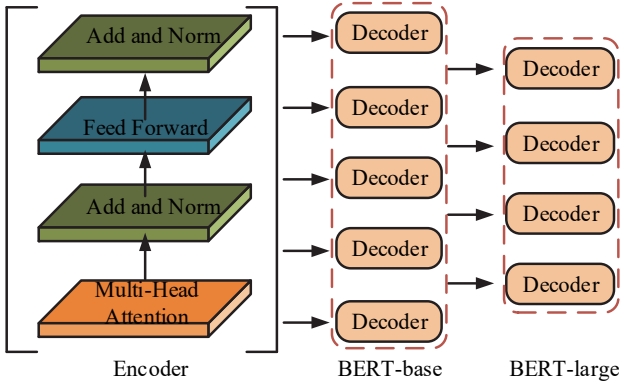 Add and Norm
Feed Forward
Add and Norm
Multi-Head
Attention
Encoder
Decoder
Decoder
Decoder
Decoder
Decoder
BERT-base
Decoder
Decoder
Decoder
Decoder
BERT-large